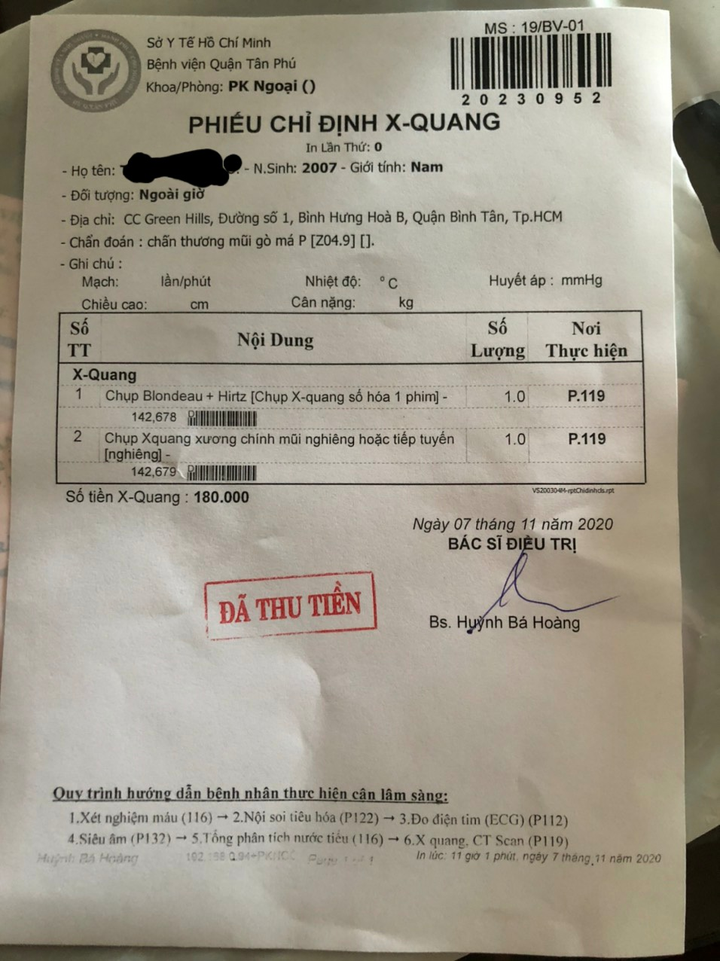 Sở Y Tế Hồ Chí Minh
Bệnh viện Quận Tân Phú
Khoa/Phòng: PK Ngoại ()
MS : 19/BV-01
20230952
PHIẾU CHỈ ĐỊNH X-QUANG
In Lần Thứ: 0
- Họ tên: - N.Sinh: 2007 - Giới tính: Nam
- Đối tượng: Ngoài giờ
- Địa chỉ: CC Green Hills, Đường số 1, Bình Hưng Hoà B, Quận Bình Tân, Tp.HCM
- Chẩn đoán : chấn thương mũi gò má P [Z04.9] [].
- Ghi chú :
Mạch: lần/phút Nhiệt độ: °C Huyết áp : mmHg
Chiều cao: cm Cân nặng: kg
Số TT Nội Dung Số Lượng Nơi Thực hiện
X-Quang
1 Chụp Blondeau + Hirtz [Chụp X-quang số hóa 1 phim] - 1.0 P.119
142,678
2 Chụp Xquang xương chính mũi nghiêng hoặc tiếp tuyến 1.0 P.119
[nghiêng] -
142,679
Số tiền X-Quang : 180.000
VS200304M-rptChidinhcls.rpt
Ngày 07 tháng 11 năm 2020
BÁC SĨ ĐIỀU TRỊ
ĐÃ THU TIỀN
Bs. Huỳnh Bá Hoàng
Quy trình hướng dẫn bệnh nhân thực hiện cận lâm sàng:
1.Xét nghiệm máu (116) → 2.Nội soi tiêu hóa (P122) → 3.Đo điện tim (ECG) (P112)
4.Siêu âm (P132) → 5.Tổng phân tích nước tiểu (116) → 6.X quang, CT Scan (P119)
Huỳnh Bá Hoàng In lúc: 11 giờ 1 phút, ngày 7 tháng 11 năm 2020